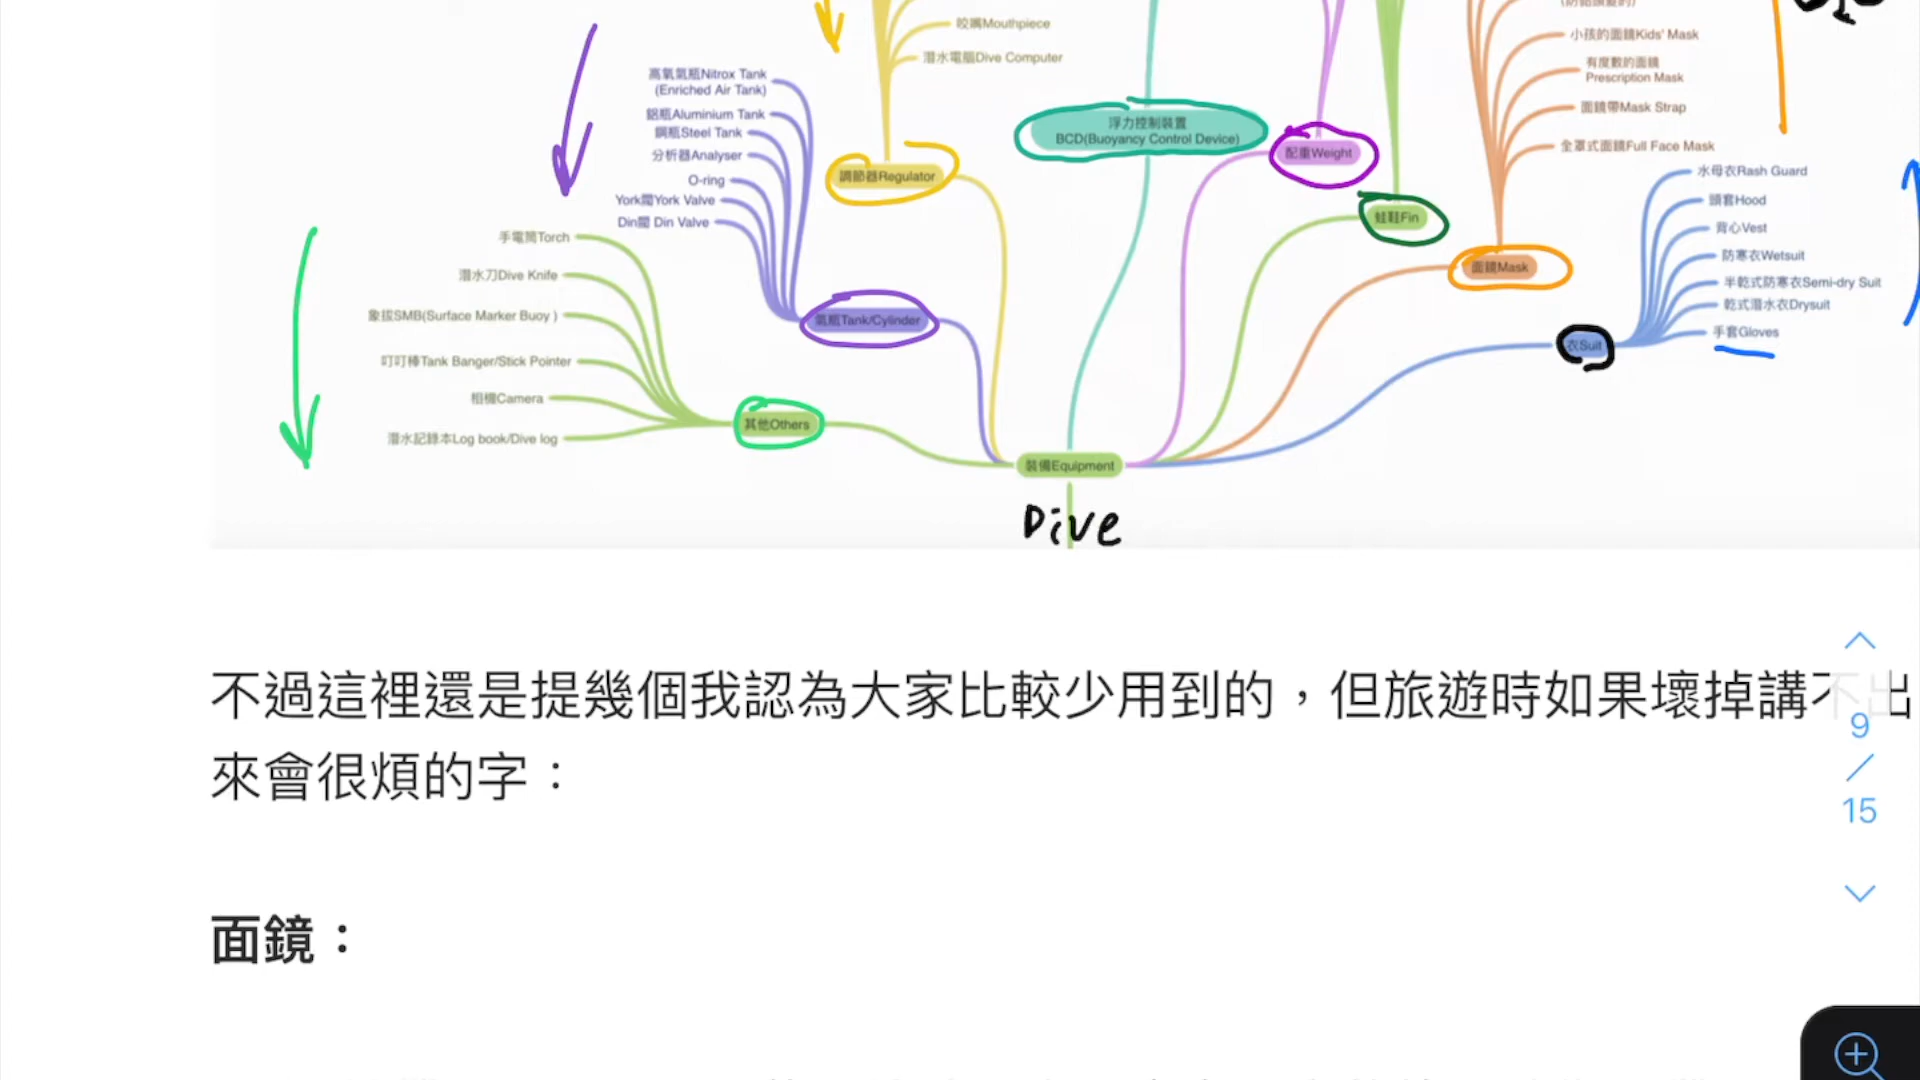 咬嘴Mouthpiece
潛水電腦Dive Computer
高氧氣瓶Nitrox Tank
(Enriched Air Tank)
鋁瓶Aluminium Tank
鋼瓶Steel Tank
分析器Analyser
O-ring
York閥York Valve
Din閥 Din Valve
調節器Regulator
氣瓶Tank/Cylinder
手電筒Torch
潛水刀Dive Knife
象拔SMB(Surface Marker Buoy )
叮叮棒Tank Banger/Stick Pointer
相機Camera
潛水記錄本Log book/Dive log
其他Others
浮力控制裝置
BCD(Buoyancy Control Device)
配重Weight
蛙鞋Fin
面鏡Mask
小孩的面鏡Kids' Mask
有度數的面鏡
Prescription Mask
面鏡帶Mask Strap
全罩式面鏡Full Face Mask
水母衣Rash Guard
頭套Hood
背心Vest
防寒衣Wetsuit
半乾式防寒衣Semi-dry Suit
乾式潛水衣Drysuit
手套Gloves
衣Suit
裝備Equipment
Dive
不過這裡還是提幾個我認為大家比較少用到的，但旅遊時如果壞掉講不出
來會很煩的字：
面鏡：
9
/
15